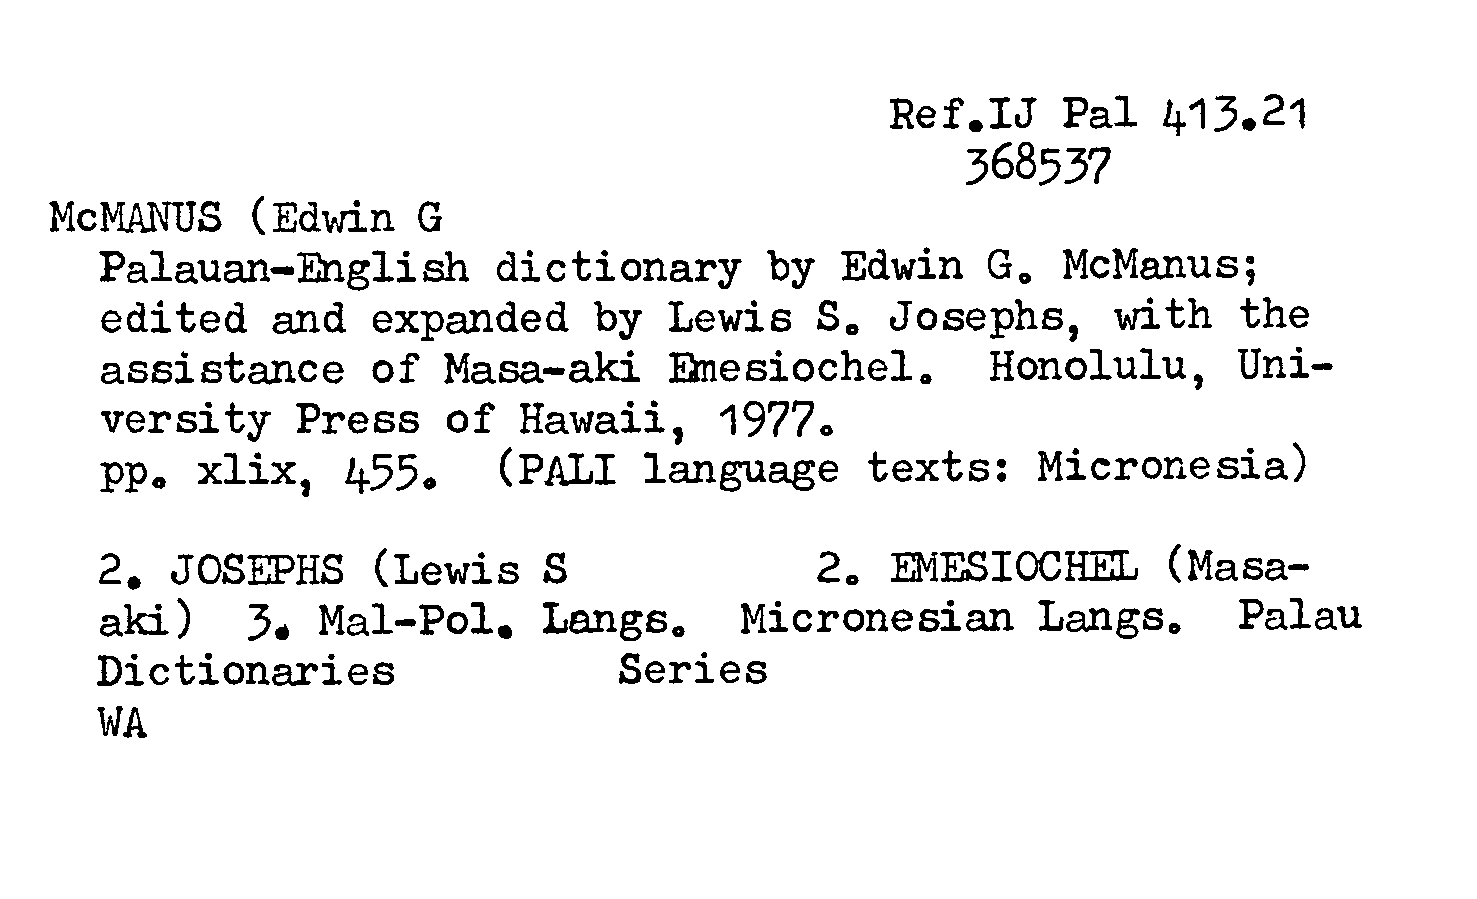 Ref.IJ Pal 413.21
368537
McMANUS (Edwin G
Palauan-English dictionary by Edwin G. McManus;
edited and expanded by Lewis S. Josephs, with the
assistance of Masa-aki Emesiochel. Honolulu, Uni-
versity Press of Hawaii, 1977.
pp. xlix, 455. (PALI language texts: Micronesia)
2. JOSEPHS (Lewis S 2. EMESIOCHEL (Masa-
aki) 3. Mal-Pol. Langs. Micronesian Langs. Palau
Dictionaries Series
WA